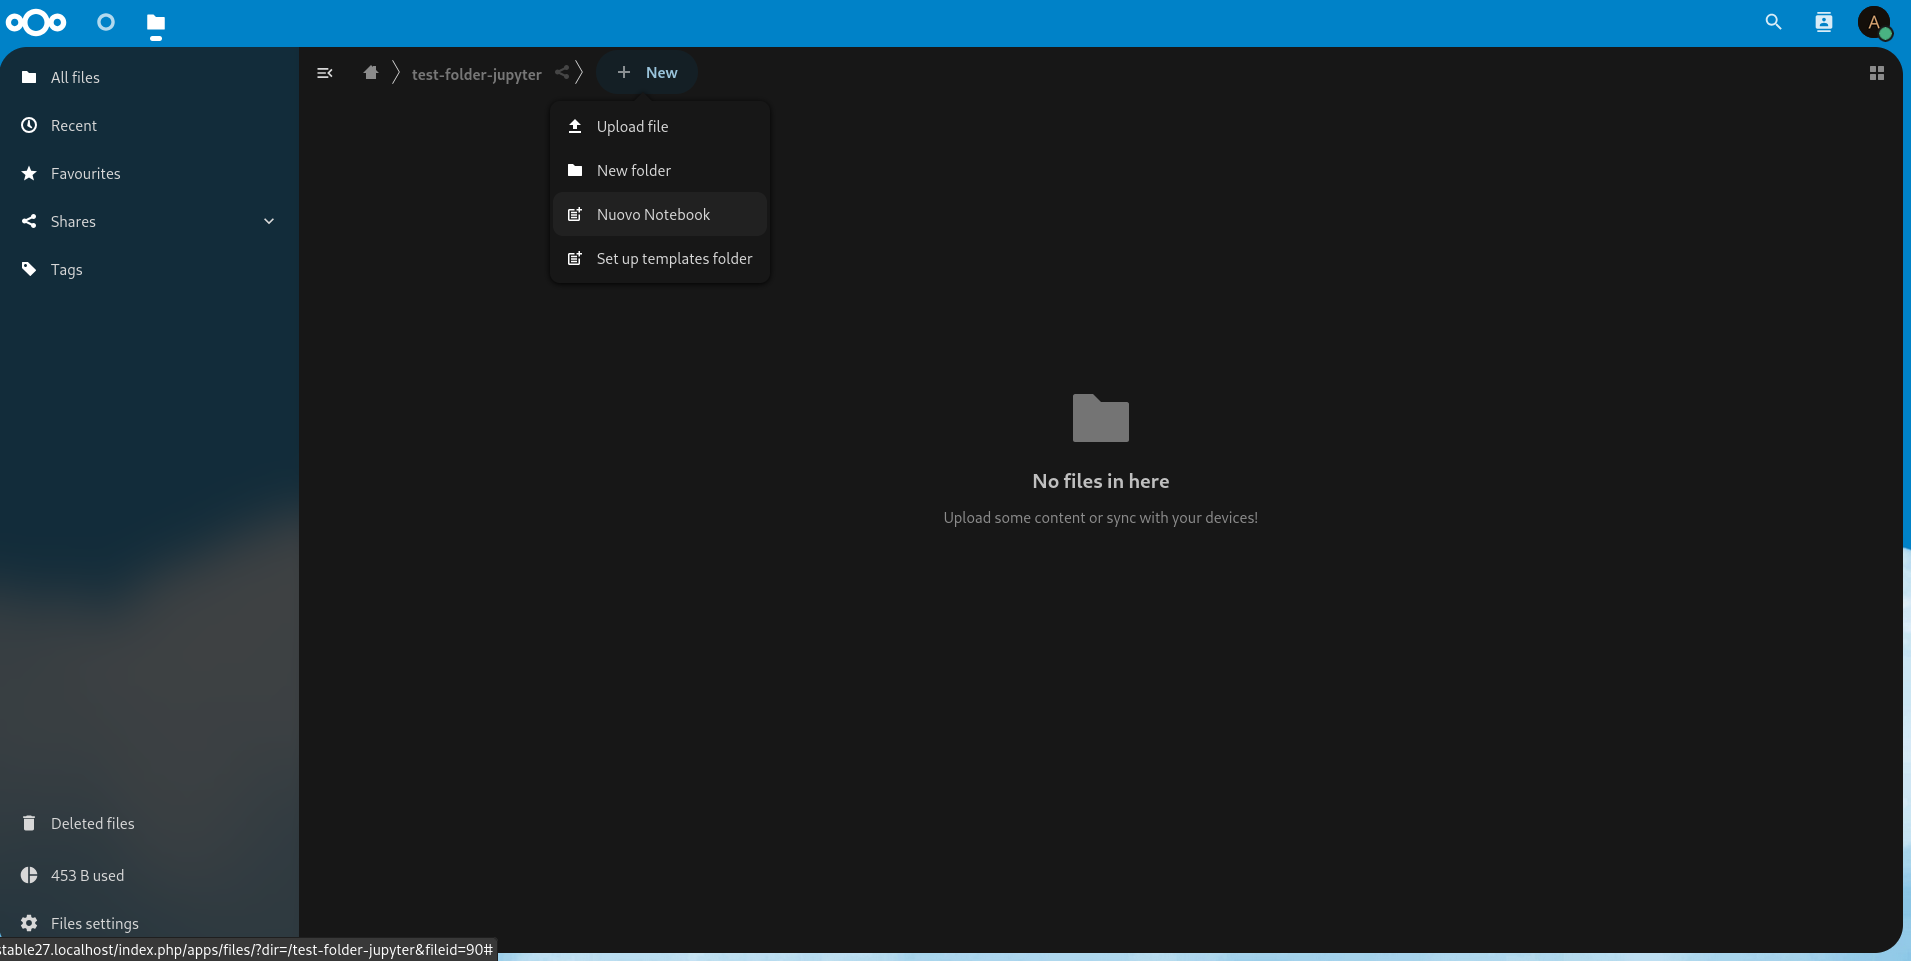 A
All files
Recent
Favourites
Shares
Tags
test-folder-jupyter
New
Upload file
New folder
Nuovo Notebook
Set up templates folder
No files in here
Upload some content or sync with your devices!
Deleted files
453 B used
Files settings
stable27.localhost/index.php/apps/files/?dir=/test-folder-jupyter&fileid=90#